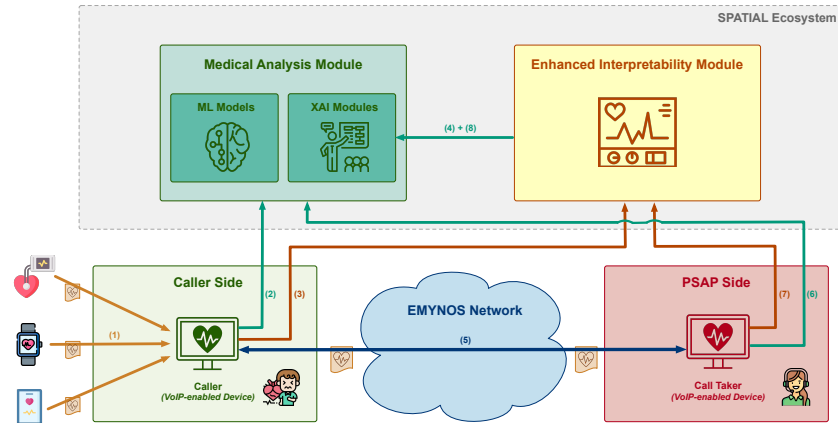 SPATIAL Ecosystem
Medical Analysis Module
Enhanced Interpretability Module
ML Models
XAI Modules
(4) + (8)
Caller Side
(2)
(3)
EMYNOS Network
PSAP Side
(7)
(6)
(1)
(5)
Caller
(VoIP-enabled Device)
Call Taker
(VoIP-enabled Device)